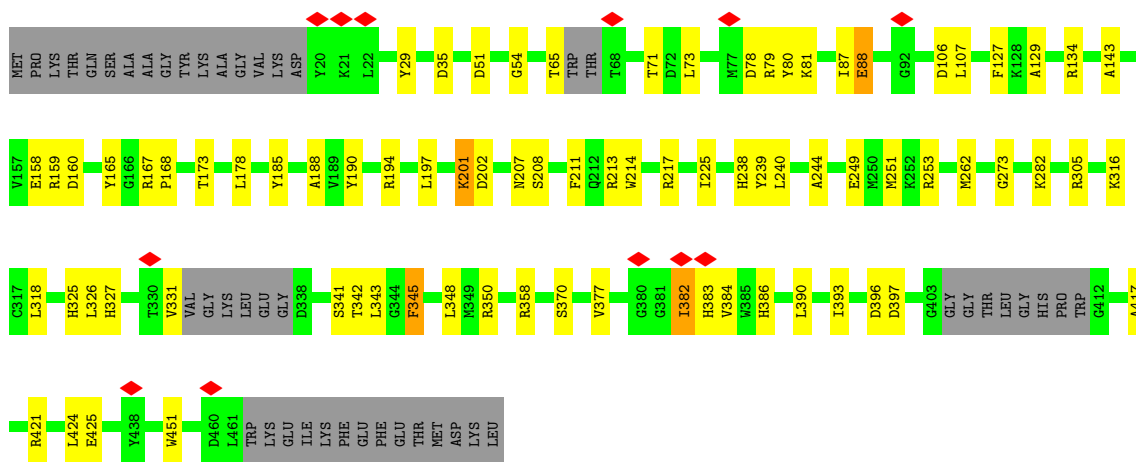 MET PRO LYS THR GLN SER ALA ALA GLY TYR LYS ALA GLY VAL LYS ASP Y20 K21 L22 Y29 D35 D51 G54 T65 TRP THR T68 T71 D72 L73 M77 D78 R79 Y80 K81 I87 E88 G92 D106 L107 F127 K128 A129 R134 A143
V157 E158 R159 D160 Y165 G166 R167 P168 T173 L178 Y185 A188 V189 Y190 R194 L197 K201 D202 N207 S208 F211 Q212 R213 W214 R217 I225 H238 Y239 L240 A244 E249 M250 M251 K252 R253 M262 G273 K282 R305 K316
C317 L318 H325 L326 H327 T330 V331 VAL GLY LYS LEU GLU GLY D338 S341 T342 L343 G344 F345 L348 M349 R350 R358 S370 V377 G380 G381 I382 H383 V384 W385 H386 L390 I393 D396 D397 G403 GLY GLY THR LEU GLY HIS PRO TRP G412 A417
R421 L424 E425 Y438 W451 D460 L461 TRP LYS GLU ILE LYS PHE GLU PHE GLU THR MET ASP LYS LEU